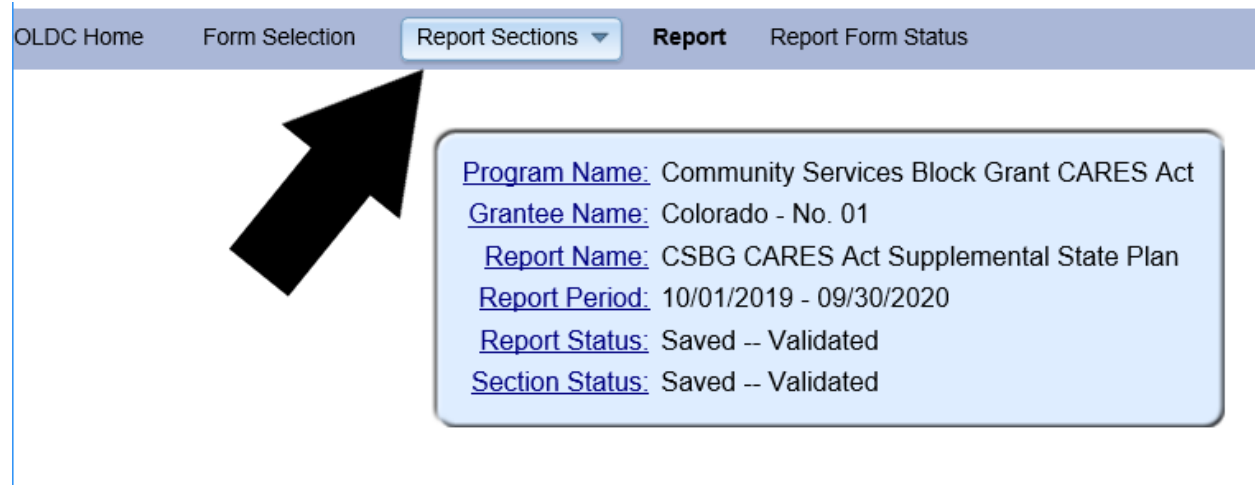 OLDC Home Form Selection Report Sections Report Report Form Status
Program Name: Community Services Block Grant CARES Act
Grantee Name: Colorado - No. 01
Report Name: CSBG CARES Act Supplemental State Plan
Report Period: 10/01/2019 - 09/30/2020
Report Status: Saved -- Validated
Section Status: Saved -- Validated